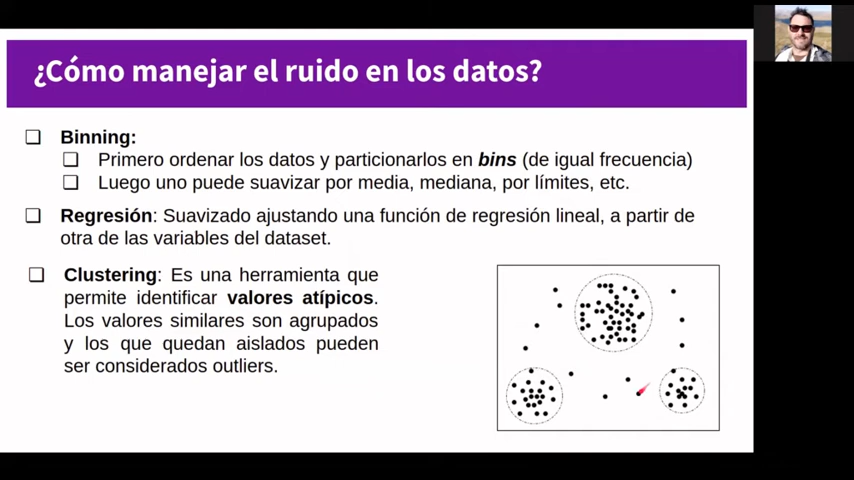 ¿Cómo manejar el ruido en los datos?
Binning:
Primero ordenar los datos y particionarlos en bins (de igual frecuencia)
Luego uno puede suavizar por media, mediana, por límites, etc.
Regresión: Suavizado ajustando una función de regresión lineal, a partir de
otra de las variables del dataset.
Clustering: Es una herramienta que
permite identificar valores atípicos.
Los valores similares son agrupados
y los que quedan aislados pueden
ser considerados outliers.